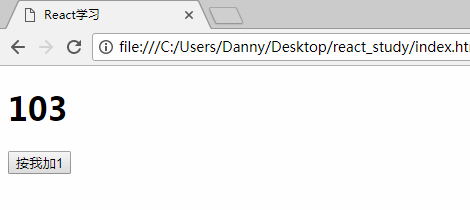 React学习
file:///C:/Users/Danny/Desktop/react_study/index.ht
103
按我加1